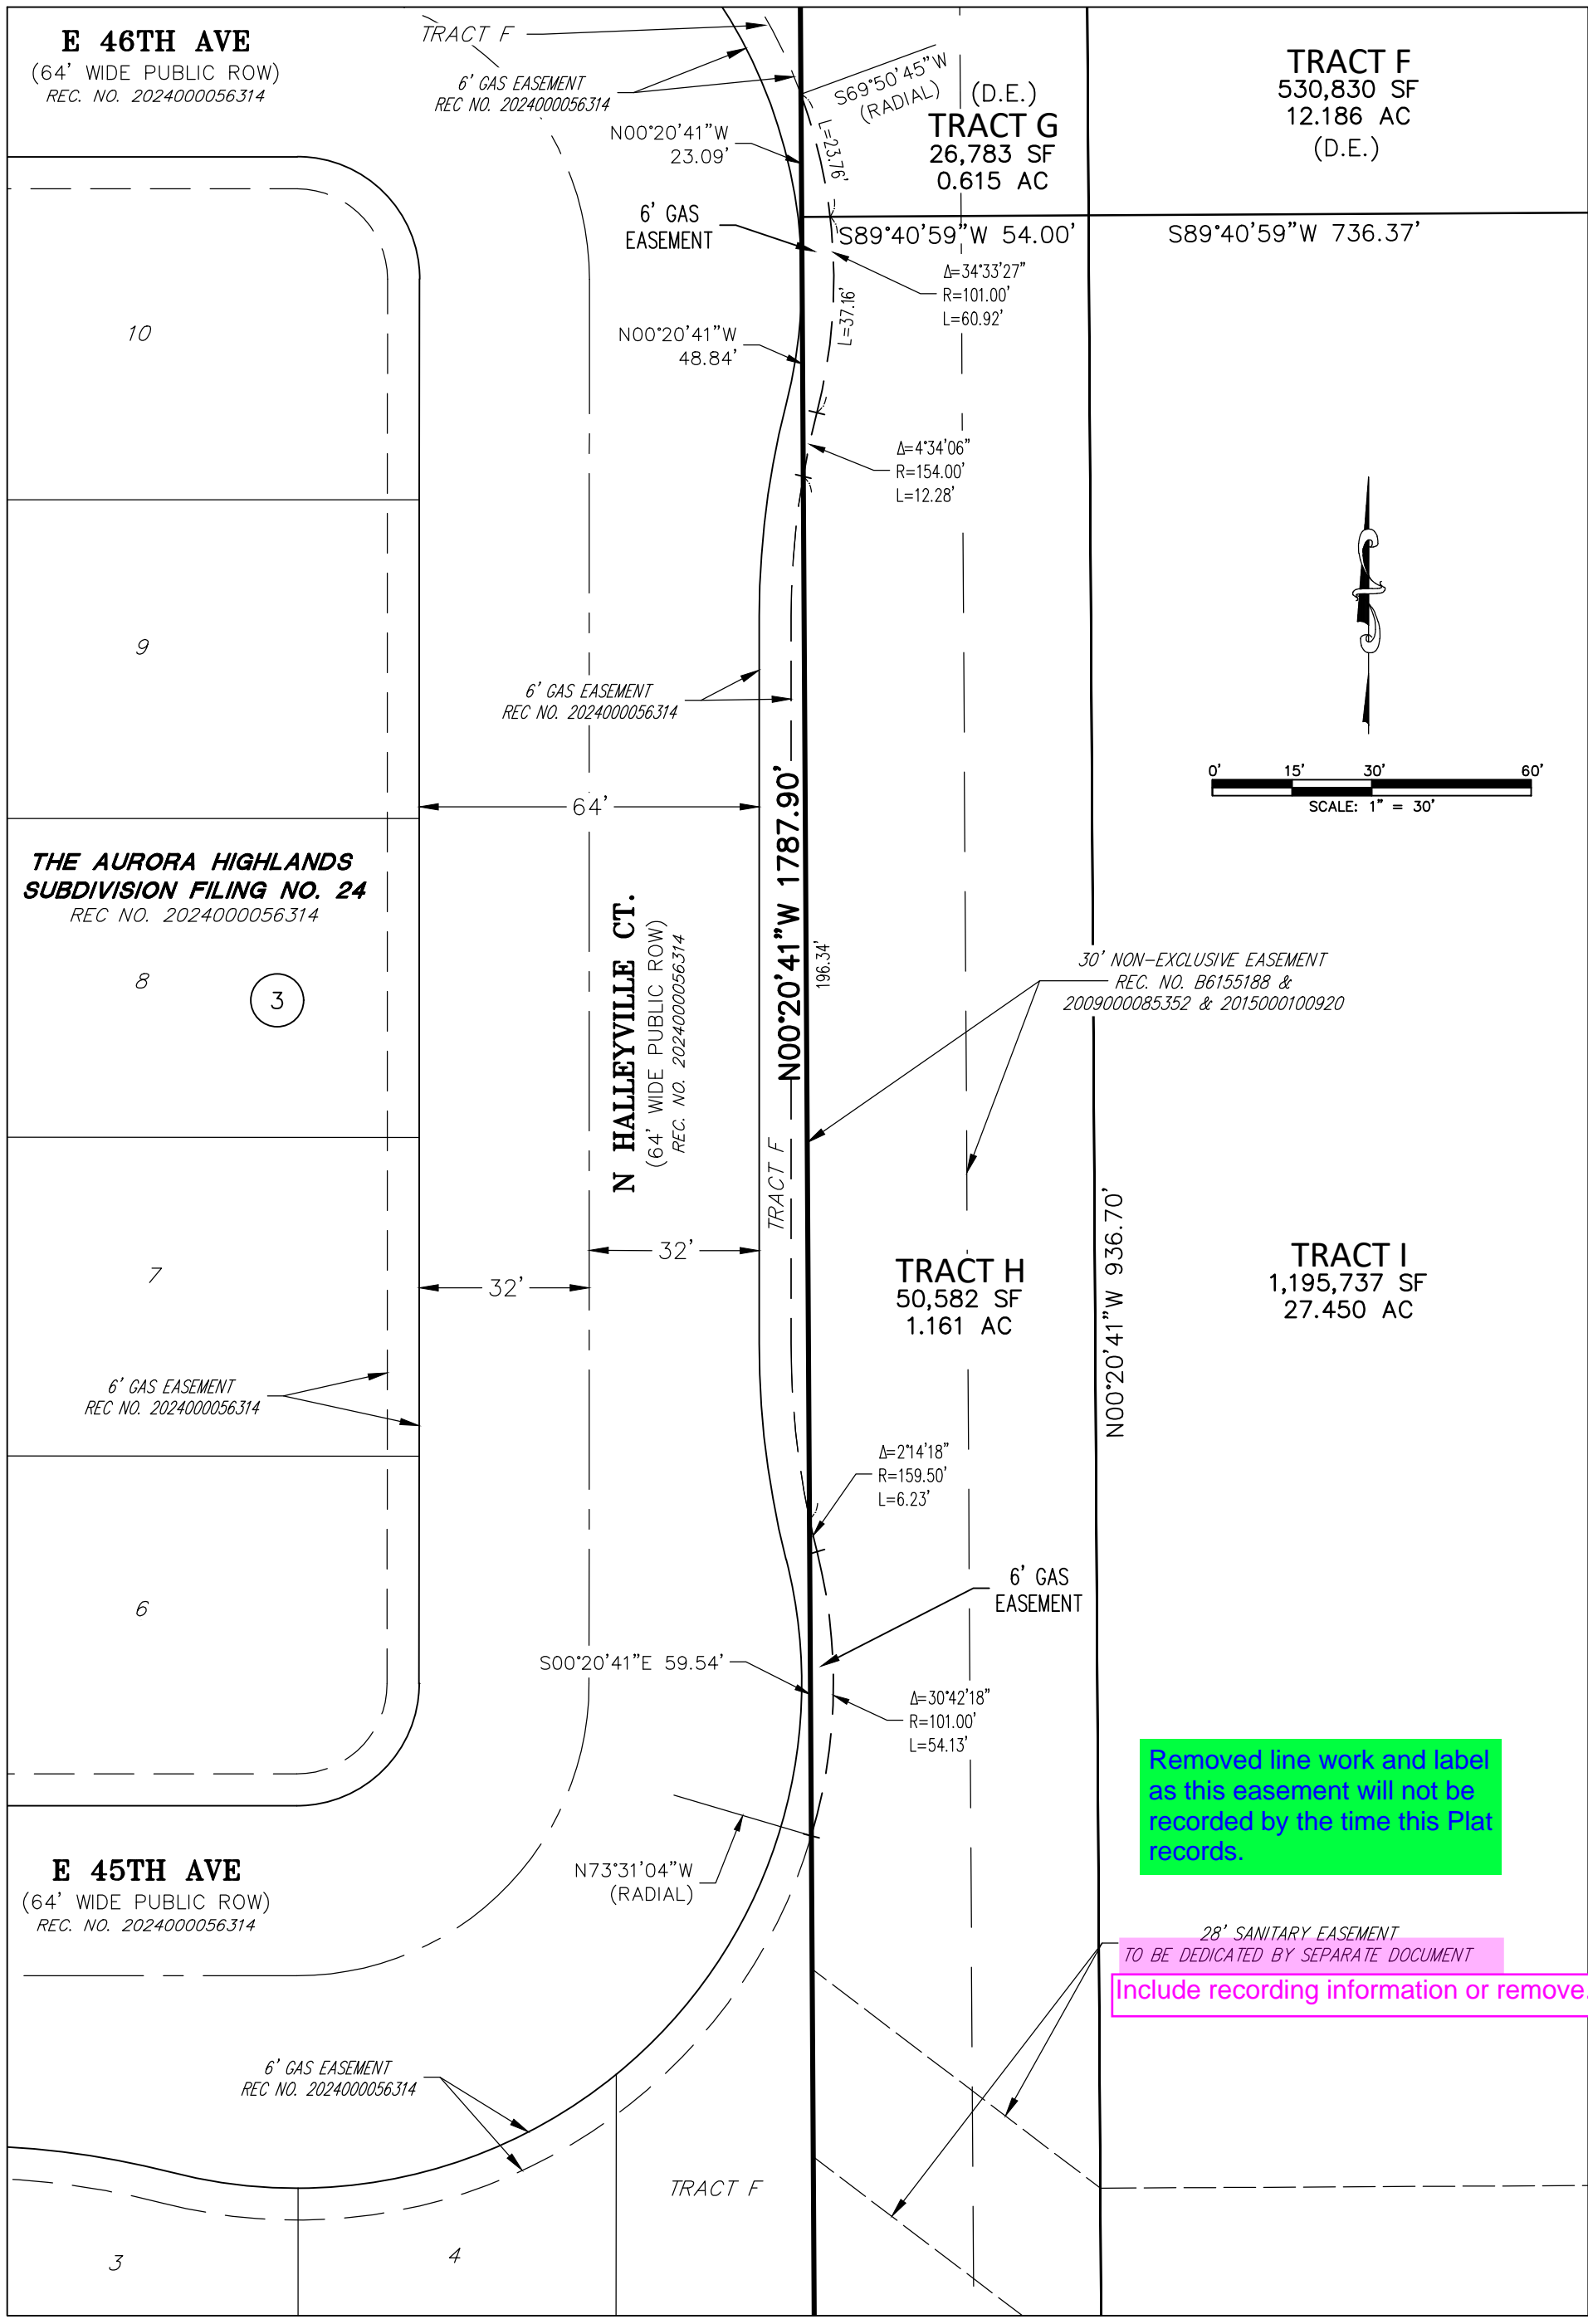 E 46TH AVE
(64' WIDE PUBLIC ROW)
REC. NO. 2024000056314
TRACT F
6' GAS EASEMENT
REC NO. 2024000056314
N00°20'41"W
23.09'
S69°50'45"W
(RADIAL)
L=23.76'
(D.E.)
TRACT G
26,783 SF
0.615 AC
TRACT F
530,830 SF
12.186 AC
(D.E.)
6' GAS
EASEMENT
S89°40'59"W 54.00'
S89°40'59"W 736.37'
Δ=34°33'27"
R=101.00'
L=60.92'
L=37.16'
N00°20'41"W
48.84'
10
Δ=4°34'06"
R=154.00'
L=12.28'
9
6' GAS EASEMENT
REC NO. 2024000056314
0' 15' 30' 60'
SCALE: 1" = 30'
64'
N00°20'41"W 1787.90'
THE AURORA HIGHLANDS
SUBDIVISION FILING NO. 24
REC NO. 2024000056314
8
3
N HALLEYVILLE CT.
(64' WIDE PUBLIC ROW)
REC. NO. 2024000056314
196.34'
30' NON-EXCLUSIVE EASEMENT
REC. NO. B6155188 &
2009000085352 & 2015000100920
TRACT F
32'
32'
7
TRACT H
50,582 SF
1.161 AC
N00°20'41"W 936.70'
TRACT I
1,195,737 SF
27.450 AC
6' GAS EASEMENT
REC NO. 2024000056314
Δ=2°14'18"
R=159.50'
L=6.23'
6
6' GAS
EASEMENT
S00°20'41"E 59.54'
Δ=30°42'18"
R=101.00'
L=54.13'
Removed line work and label
as this easement will not be
recorded by the time this Plat
records.
E 45TH AVE
(64' WIDE PUBLIC ROW)
REC. NO. 2024000056314
N73°31'04"W
(RADIAL)
28' SANITARY EASEMENT
TO BE DEDICATED BY SEPARATE DOCUMENT
Include recording information or remove.
6' GAS EASEMENT
REC NO. 2024000056314
TRACT F
3
4